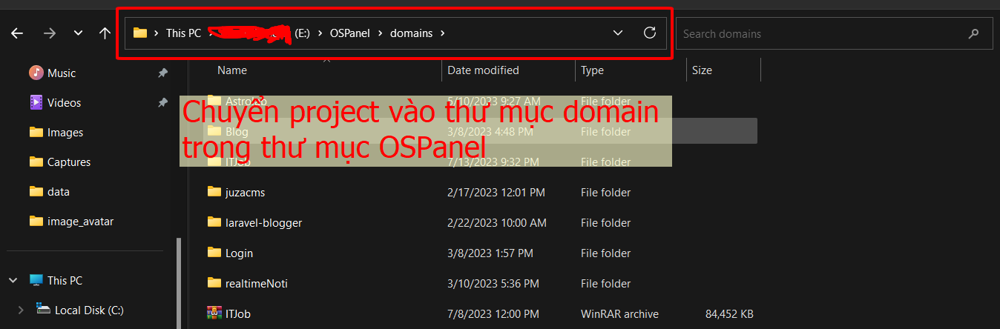 This PC (E:) OSPanel domains
Search domains
Music
Videos
Images
Captures
data
image_avatar
This PC
Local Disk (C:)
Name Date modified Type Size
5/10/2023 9:27 AM File folder
Chuyển project vào thư mục domain
trong thư mục OSPanel
Blog 3/8/2023 4:48 PM File folder
ITJob 7/13/2023 9:32 PM File folder
juzacms 2/17/2023 12:01 PM File folder
laravel-blogger 2/22/2023 10:00 AM File folder
Login 3/8/2023 1:57 PM File folder
realtimeNoti 3/10/2023 5:36 PM File folder
ITJob 7/8/2023 12:00 PM WinRAR archive 84,452 KB